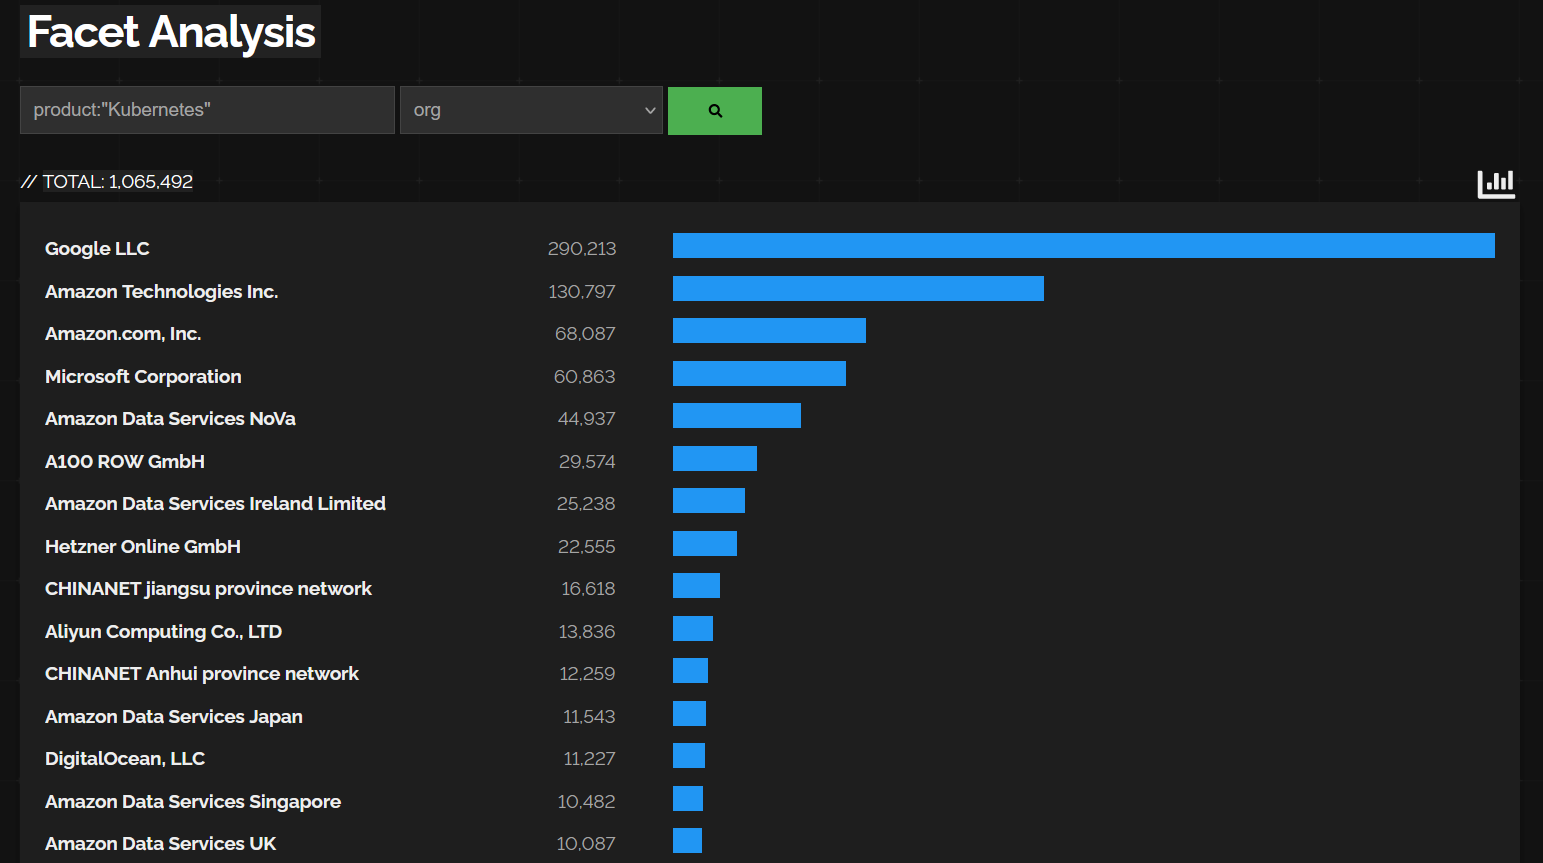 Facet Analysis
product:"Kubernetes" org
// TOTAL: 1,065,492
Google LLC 290,213
Amazon Technologies Inc. 130,797
Amazon.com, Inc. 68,087
Microsoft Corporation 60,863
Amazon Data Services NoVa 44,937
A100 ROW GmbH 29,574
Amazon Data Services Ireland Limited 25,238
Hetzner Online GmbH 22,555
CHINANET jiangsu province network 16,618
Aliyun Computing Co., LTD 13,836
CHINANET Anhui province network 12,259
Amazon Data Services Japan 11,543
DigitalOcean, LLC 11,227
Amazon Data Services Singapore 10,482
Amazon Data Services UK 10,087